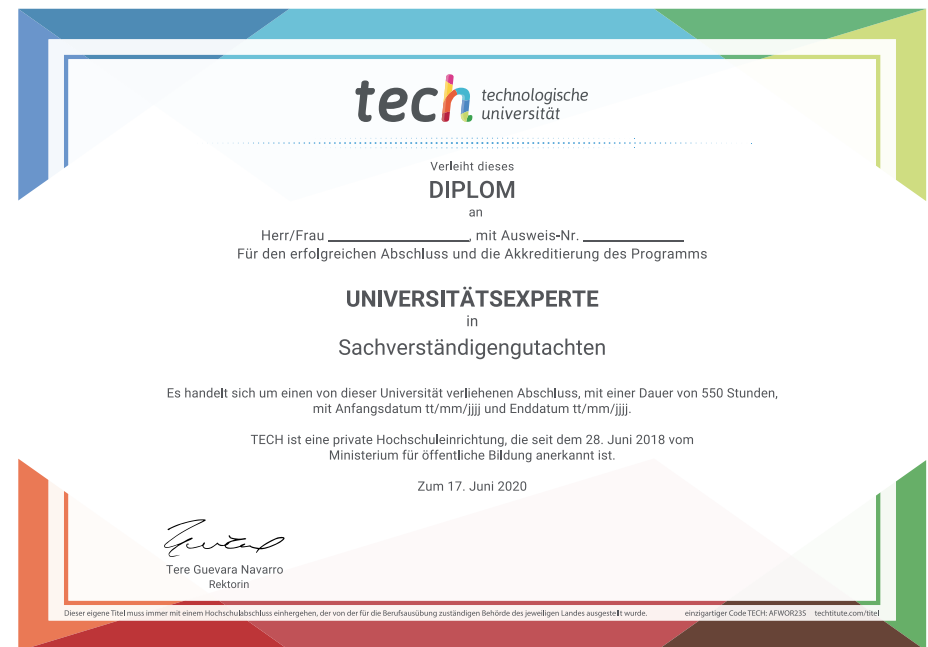 tech technologische
universität
Verleiht dieses
DIPLOM
an
Herr/Frau ____________________, mit Ausweis-Nr. ______________
Für den erfolgreichen Abschluss und die Akkreditierung des Programms
UNIVERSITÄTSEXPERTE
in
Sachverständigengutachten
Es handelt sich um einen von dieser Universität verliehenen Abschluss, mit einer Dauer von 550 Stunden,
mit Anfangsdatum tt/mm/jjjj und Enddatum tt/mm/jjjj.
TECH ist eine private Hochschuleinrichtung, die seit dem 28. Juni 2018 vom
Ministerium für öffentliche Bildung anerkannt ist.
Zum 17. Juni 2020
Tere Guevara Navarro
Rektorin
Dieser eigene Titel muss immer mit einem Hochschulabschluss einhergehen, der von der für die Berufsausübung zuständigen Behörde des jeweiligen Landes ausgestellt wurde. einzigartiger Code TECH: AFWOR23S techtitute.com/titel